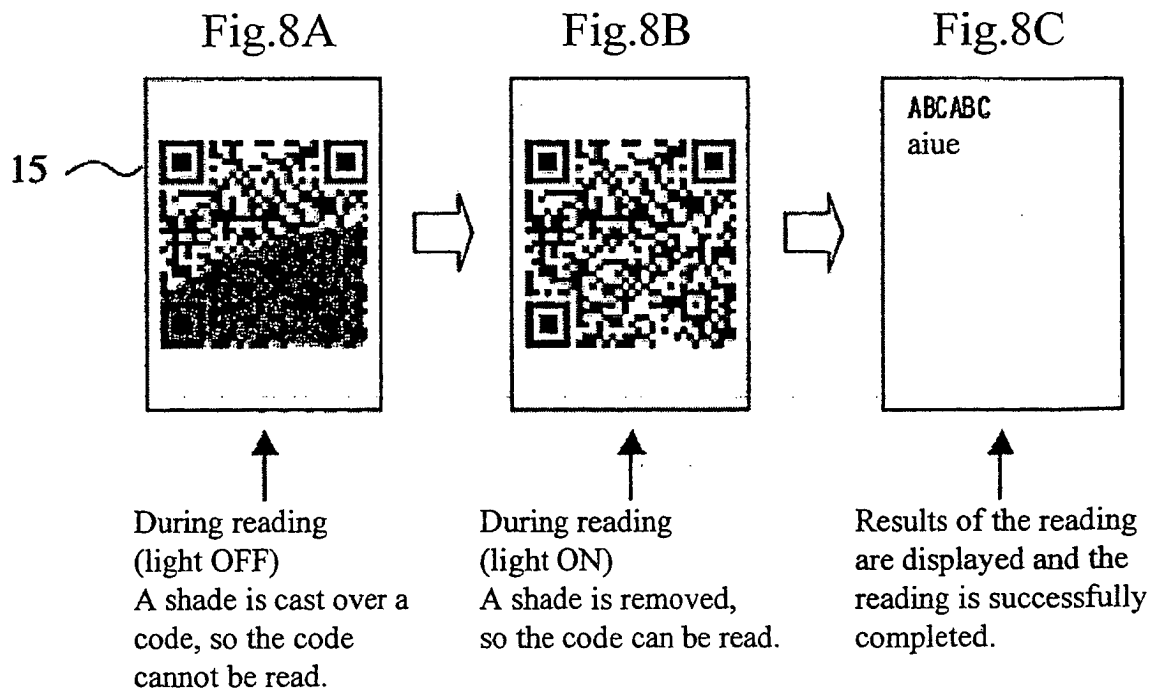 Fig.8A
Fig.8B
Fig.8C
15
ABCABC
aiue
During reading
(light OFF)
A shade is cast over a
code, so the code
cannot be read.
During reading
(light ON)
A shade is removed,
so the code can be read.
Results of the reading
are displayed and the
reading is successfully
completed.